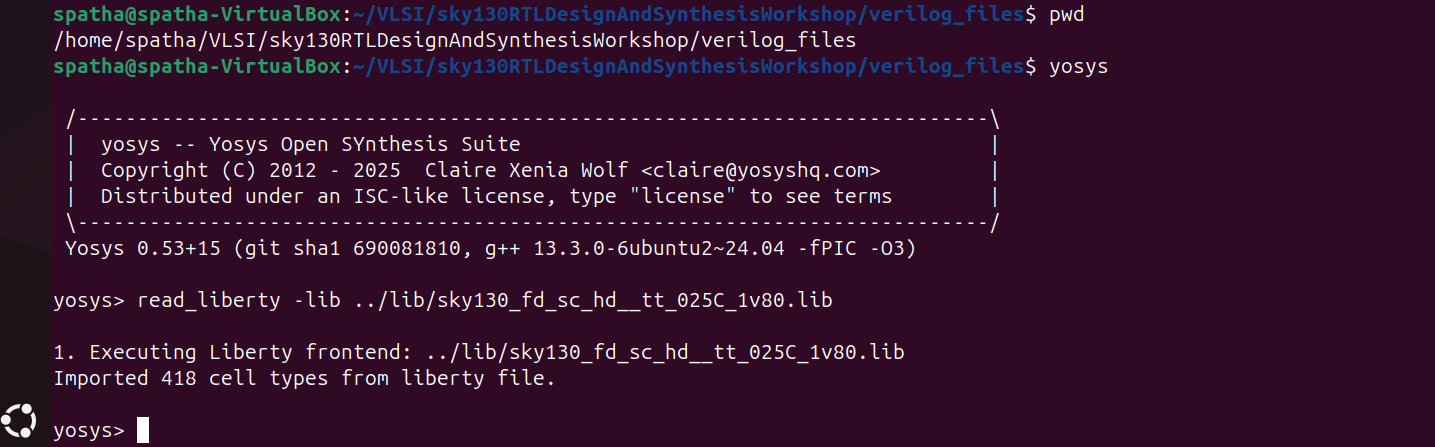 spatha@spatha-VirtualBox:~/VLSI/sky130RTLDesignAndSynthesisWorkshop/verilog_files$ pwd
/home/spatha/VLSI/sky130RTLDesignAndSynthesisWorkshop/verilog_files
spatha@spatha-VirtualBox:~/VLSI/sky130RTLDesignAndSynthesisWorkshop/verilog_files$ yosys
/----------------------------------------------------------------------------\
|  yosys -- Yosys Open SYnthesis Suite                                       |
|  Copyright (C) 2012 - 2025  Claire Xenia Wolf <claire@yosyshq.com>         |
|  Distributed under an ISC-like license, type "license" to see terms        |
\----------------------------------------------------------------------------/
Yosys 0.53+15 (git sha1 690081810, g++ 13.3.0-6ubuntu2~24.04 -fPIC -O3)
yosys> read_liberty -lib ../lib/sky130_fd_sc_hd__tt_025C_1v80.lib
1. Executing Liberty frontend: ../lib/sky130_fd_sc_hd__tt_025C_1v80.lib
Imported 418 cell types from liberty file.
yosys>